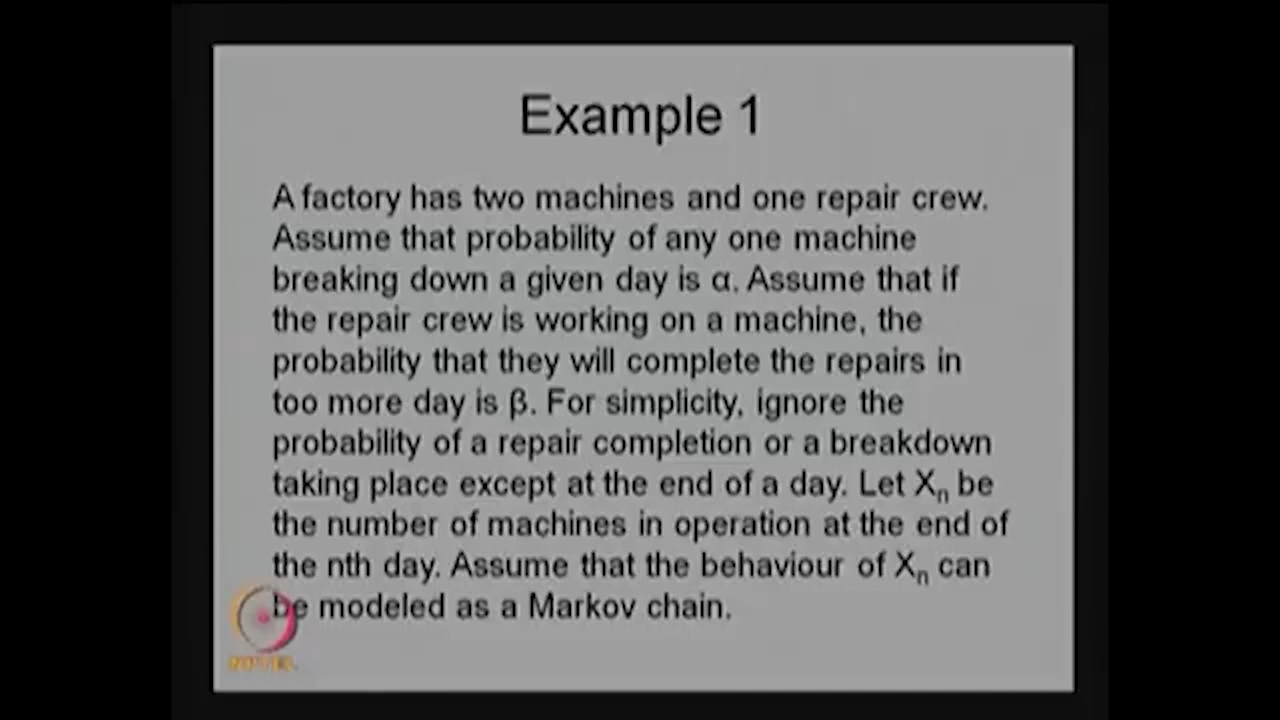 Example 1
A factory has two machines and one repair crew.
Assume that probability of any one machine
breaking down a given day is α. Assume that if
the repair crew is working on a machine, the
probability that they will complete the repairs in
too more day is β. For simplicity, ignore the
probability of a repair completion or a breakdown
taking place except at the end of a day. Let Xₙ be
the number of machines in operation at the end of
the nth day. Assume that the behaviour of Xₙ can
be modeled as a Markov chain.
NPTEL